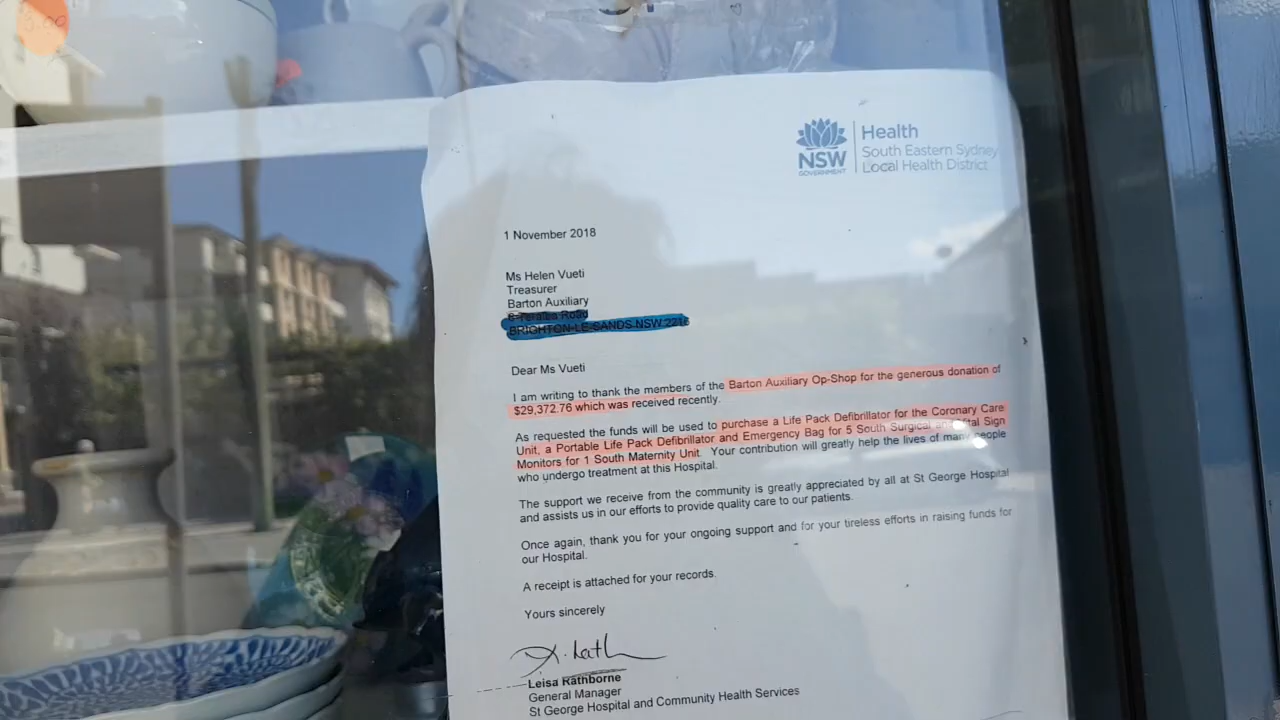 3.00
Health
NSW
GOVERNMENT
South Eastern Sydney
Local Health District
1 November 2018
Ms Helen Vueti
Treasurer
Barton Auxiliary
Road
BRIGHTON-LE-SANDS NSW 2216
Dear Ms Vueti
I am writing to thank the members of the Barton Auxiliary Op-Shop for the generous donation of
$29,372.76 which was received recently.
As requested the funds will be used to purchase a Life Pack Defibrillator for the Coronary Care
Unit, a Portable Life Pack Defibrillator and Emergency Bag for 5 South Surgical and Vital Sign
Monitors for 1 South Maternity Unit. Your contribution will greatly help the lives of many people
who undergo treatment at this Hospital.
The support we receive from the community is greatly appreciated by all at St George Hospital
and assists us in our efforts to provide quality care to our patients.
Once again, thank you for your ongoing support and for your tireless efforts in raising funds for
our Hospital.
A receipt is attached for your records.
Yours sincerely
Leisa Rathborne
General Manager
St George Hospital and Community Health Services